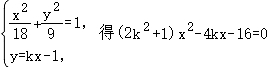 x²/18 + y²/9 = 1, 得(2k²+1)x²-4kx-16=0
y=kx-1,